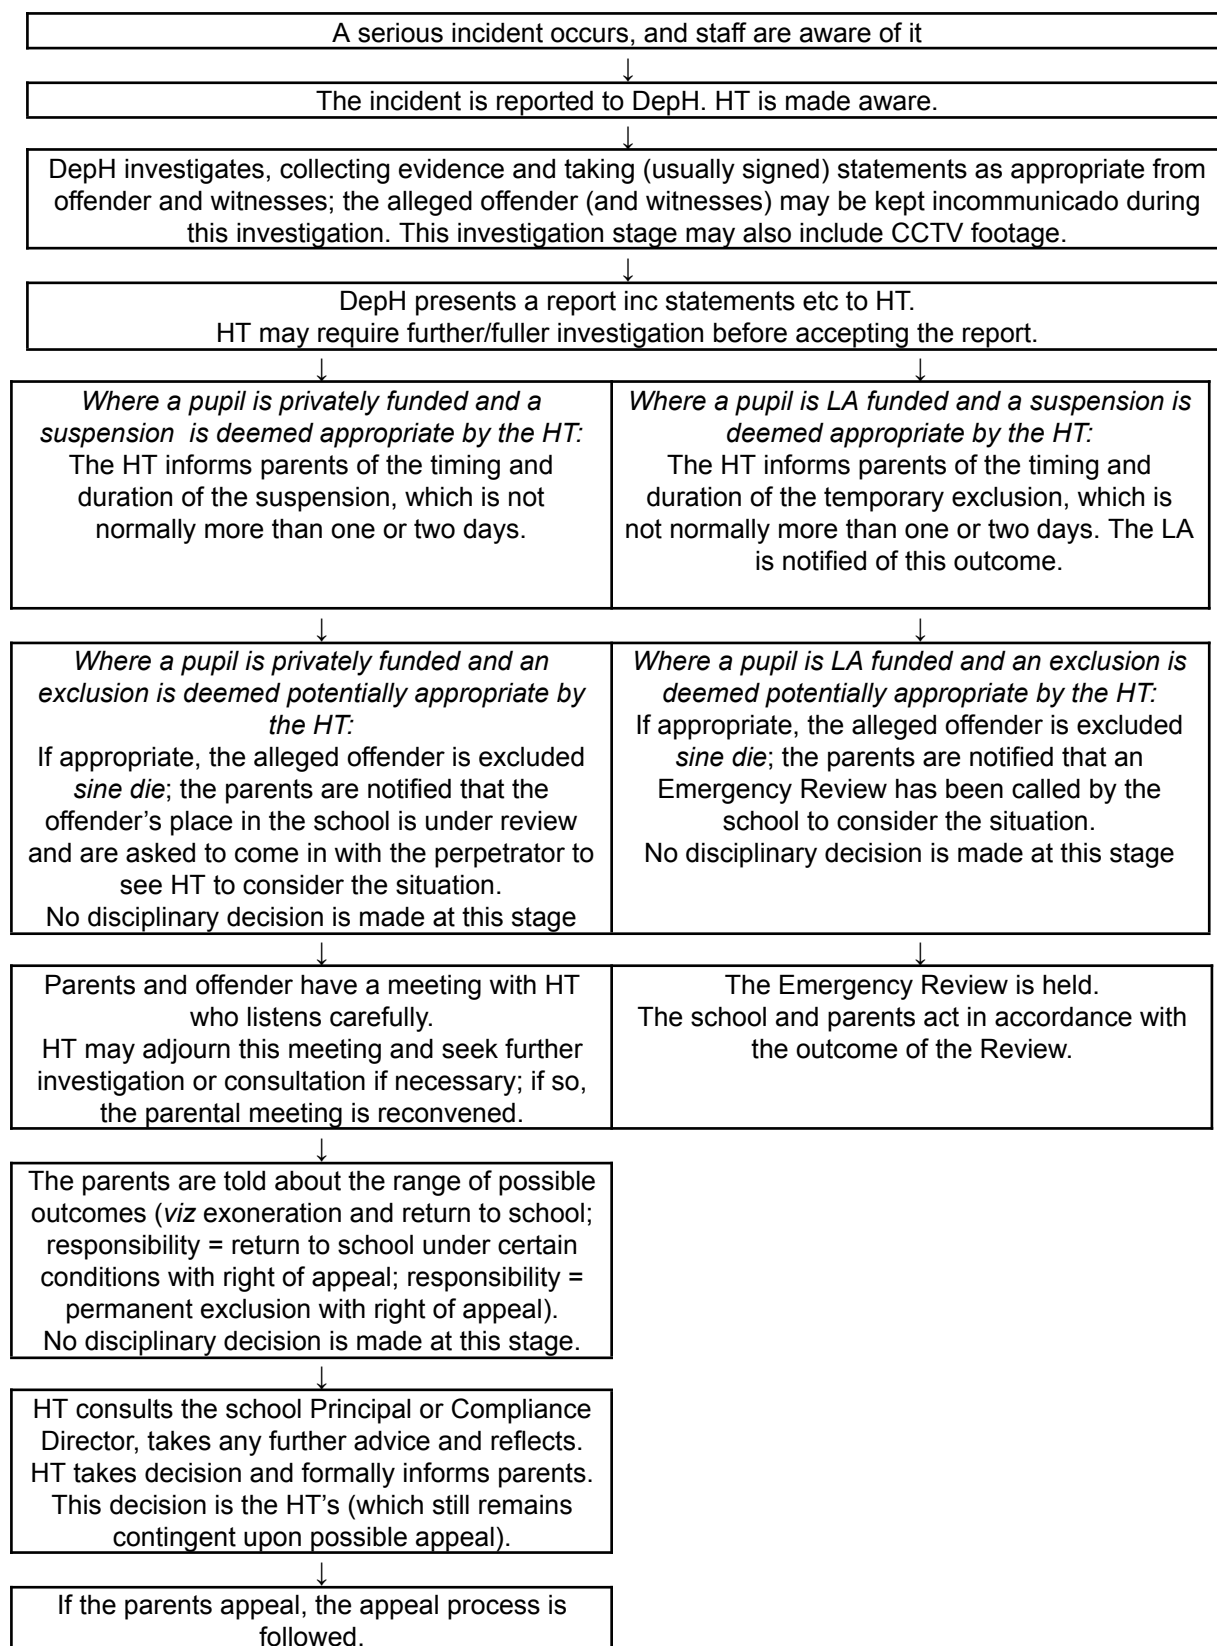 A serious incident occurs, and staff are aware of it
↓
The incident is reported to DepH. HT is made aware.
↓
DepH investigates, collecting evidence and taking (usually signed) statements as appropriate from
offender and witnesses; the alleged offender (and witnesses) may be kept incommunicado during
this investigation. This investigation stage may also include CCTV footage.
↓
DepH presents a report inc statements etc to HT.
HT may require further/fuller investigation before accepting the report.
↓
Where a pupil is privately funded and a
suspension is deemed appropriate by the HT:
The HT informs parents of the timing and
duration of the suspension, which is not
normally more than one or two days.
↓
Where a pupil is LA funded and a suspension is
deemed appropriate by the HT:
The HT informs parents of the timing and
duration of the temporary exclusion, which is
not normally more than one or two days. The LA
is notified of this outcome.
↓
Where a pupil is privately funded and an
exclusion is deemed potentially appropriate by
the HT:
If appropriate, the alleged offender is excluded
sine die; the parents are notified that the
offender’s place in the school is under review
and are asked to come in with the perpetrator to
see HT to consider the situation.
No disciplinary decision is made at this stage
↓
Where a pupil is LA funded and an exclusion is
deemed potentially appropriate by the HT:
If appropriate, the alleged offender is excluded
sine die; the parents are notified that an
Emergency Review has been called by the
school to consider the situation.
No disciplinary decision is made at this stage
↓
Parents and offender have a meeting with HT
who listens carefully.
HT may adjourn this meeting and seek further
investigation or consultation if necessary; if so,
the parental meeting is reconvened.
↓
The Emergency Review is held.
The school and parents act in accordance with
the outcome of the Review.
↓
The parents are told about the range of possible
outcomes (viz exoneration and return to school;
responsibility = return to school under certain
conditions with right of appeal; responsibility =
permanent exclusion with right of appeal).
No disciplinary decision is made at this stage.
↓
HT consults the school Principal or Compliance
Director, takes any further advice and reflects.
HT takes decision and formally informs parents.
This decision is the HT’s (which still remains
contingent upon possible appeal).
↓
If the parents appeal, the appeal process is
followed.